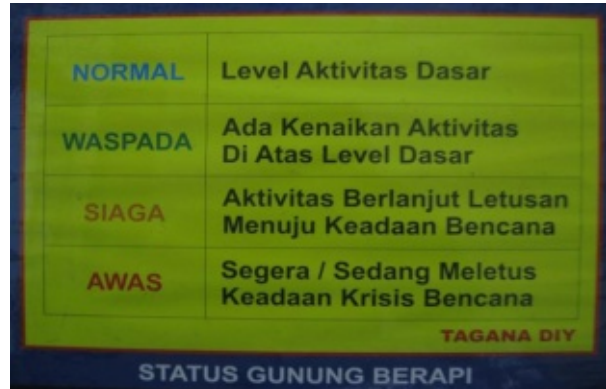 NORMAL Level Aktivitas Dasar
WASPADA Ada Kenaikan Aktivitas
Di Atas Level Dasar
SIAGA Aktivitas Berlanjut Letusan
Menuju Keadaan Bencana
AWAS Segera / Sedang Meletus
Keadaan Krisis Bencana
TAGANA DIY
STATUS GUNUNG BERAPI